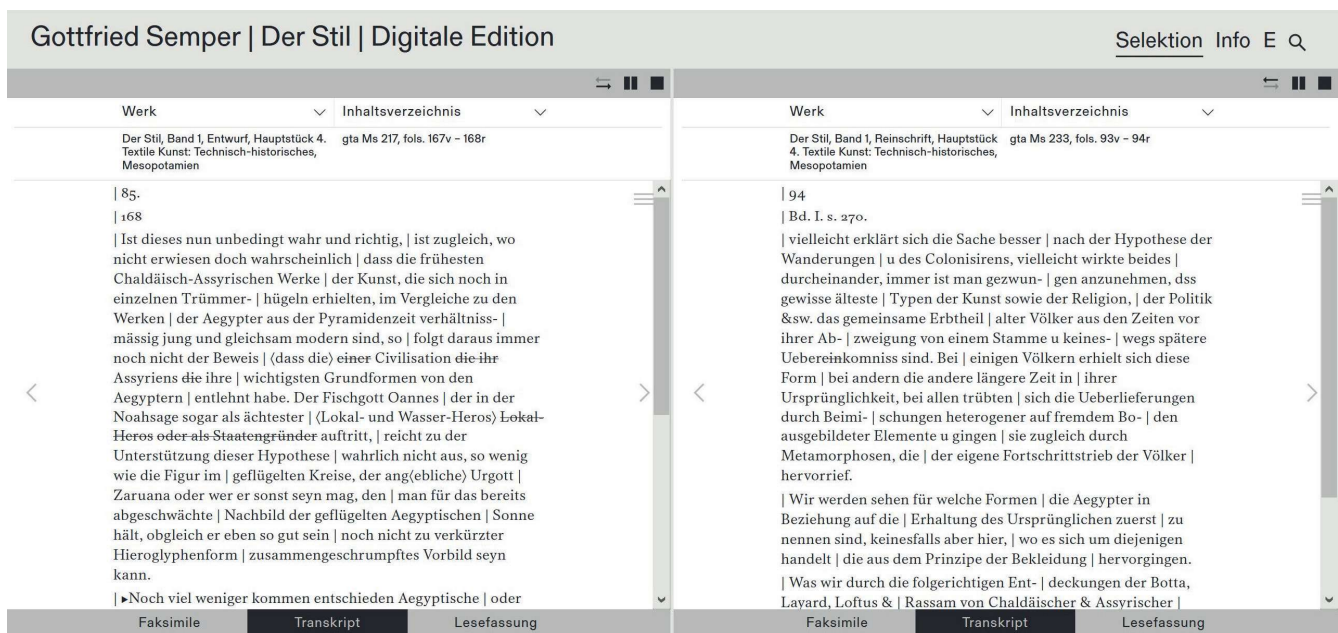 Gottfried Semper | Der Stil | Digitale Edition
Selektion Info E
Werk Inhaltsverzeichnis
Der Stil, Band 1, Entwurf, Hauptstück 4. gta Ms 217, fols. 167v – 168r
Textile Kunst: Technisch-historisches,
Mesopotamien
| 85.
| 168
| Ist dieses nun unbedingt wahr und richtig, | ist zugleich, wo
nicht erwiesen doch wahrscheinlich | dass die frühesten
Chaldäisch-Assyrischen Werke | der Kunst, die sich noch in
einzelnen Trümmer- | hügeln erhielten, im Vergleiche zu den
Werken | der Aegypter aus der Pyramidenzeit verhältniss- |
mässig jung und gleichsam modern sind, so | folgt daraus immer
noch nicht der Beweis | ⟨dass die⟩ einer Civilisation die ihr
Assyriens die ihre | wichtigsten Grundformen von den
Aegyptern | entlehnt habe. Der Fischgott Oannes | der in der
Noahsage sogar als ächtester | ⟨Lokal- und Wasser-Heros⟩ Lokal-
Heros oder als Staatengründer auftritt, | reicht zu der
Unterstützung dieser Hypothese | wahrlich nicht aus, so wenig
wie die Figur im | geflügelten Kreise, der ang⟨ebliche⟩ Urgott |
Zaruana oder wer er sonst seyn mag, den | man für das bereits
abgeschwächte | Nachbild der geflügelten Aegyptischen | Sonne
hält, obgleich er eben so gut sein | noch nicht zu verkürzter
Hieroglyphenform | zusammengeschrumpftes Vorbild seyn
kann.
| ▸Noch viel weniger kommen entschieden Aegyptische | oder
Faksimile Transkript Lesefassung
Werk Inhaltsverzeichnis
Der Stil, Band 1, Reinschrift, Hauptstück gta Ms 233, fols. 93v – 94r
4. Textile Kunst: Technisch-historisches,
Mesopotamien
| 94
| Bd. I. s. 270.
| vielleicht erklärt sich die Sache besser | nach der Hypothese der
Wanderungen | u des Colonisirens, vielleicht wirkte beides |
durcheinander, immer ist man gezwun- | gen anzunehmen, dss
gewisse älteste | Typen der Kunst sowie der Religion, | der Politik
&sw. das gemeinsame Erbtheil | alter Völker aus den Zeiten vor
ihrer Ab- | zweigung von einem Stamme u keines- | wegs spätere
Uebereinkomniss sind. Bei | einigen Völkern erhielt sich diese
Form | bei andern die andere längere Zeit in | ihrer
Ursprünglichkeit, bei allen trübten | sich die Ueberlieferungen
durch Beimi- | schungen heterogener auf fremdem Bo- | den
ausgebildeter Elemente u gingen | sie zugleich durch
Metamorphosen, die | der eigene Fortschrittstrieb der Völker |
hervorrief.
| Wir werden sehen für welche Formen | die Aegypter in
Beziehung auf die | Erhaltung des Ursprünglichen zuerst | zu
nennen sind, keinesfalls aber hier, | wo es sich um diejenigen
handelt | die aus dem Prinzipe der Bekleidung | hervorgingen.
| Was wir durch die folgerichtigen Ent- | deckungen der Botta,
Layard, Loftus & | Rassam von Chaldäischer & Assyrischer |
Faksimile Transkript Lesefassung